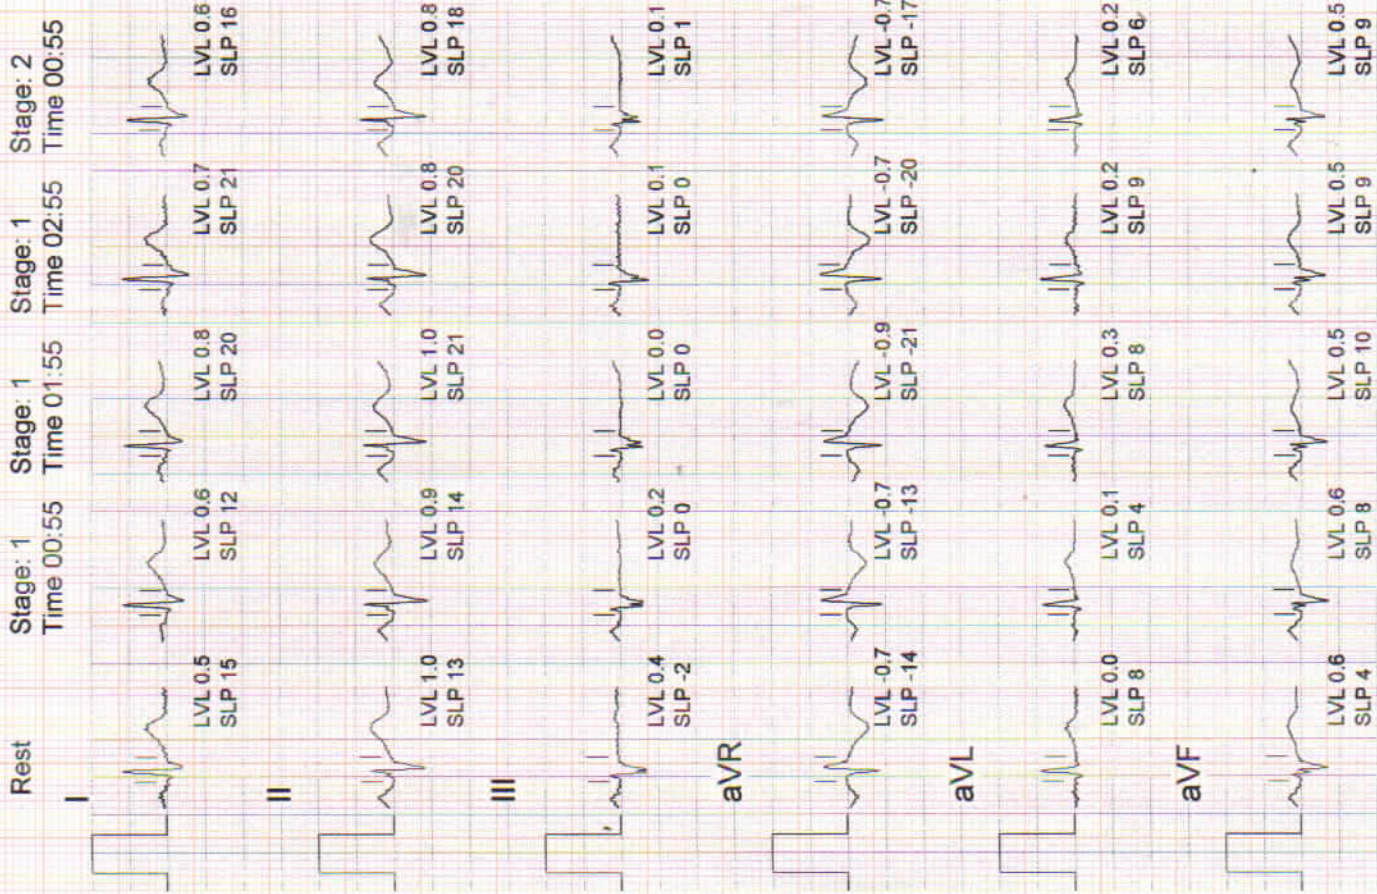 Rest Stage: 1 Stage: 1 Stage: 1 Stage: 2
Time 00:55 Time 01:55 Time 02:55 Time 00:55
I
LVL 0.5 LVL 0.6 LVL 0.8 LVL 0.7 LVL 0.6
SLP 15 SLP 12 SLP 20 SLP 21 SLP 16
II
LVL 1.0 LVL 0.9 LVL 1.0 LVL 0.8 LVL 0.8
SLP 13 SLP 14 SLP 21 SLP 20 SLP 18
III
LVL 0.4 LVL 0.2 LVL 0.0 LVL 0.1 LVL 0.1
SLP -2 SLP 0 SLP 0 SLP 0 SLP 1
aVR
LVL -0.7 LVL -0.7 LVL -0.9 LVL -0.7 LVL -0.7
SLP -14 SLP -13 SLP -21 SLP -20 SLP -17
aVL
LVL 0.0 LVL 0.1 LVL 0.3 LVL 0.2 LVL 0.2
SLP 8 SLP 4 SLP 8 SLP 9 SLP 6
aVF
LVL 0.6 LVL 0.6 LVL 0.5 LVL 0.5 LVL 0.5
SLP 4 SLP 8 SLP 10 SLP 9 SLP 9